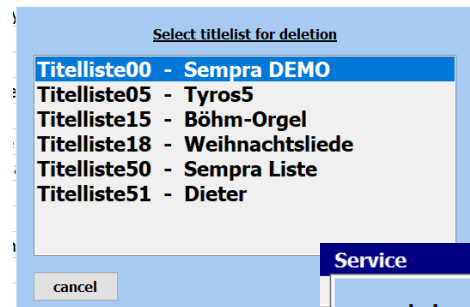 Select titlelist for deletion
Titelliste00 - Sempra DEMO
Titelliste05 - Tyros5
Titelliste15 - Böhm-Orgel
Titelliste18 - Weihnachtsliede
Titelliste50 - Sempra Liste
Titelliste51 - Dieter
Service
cancel